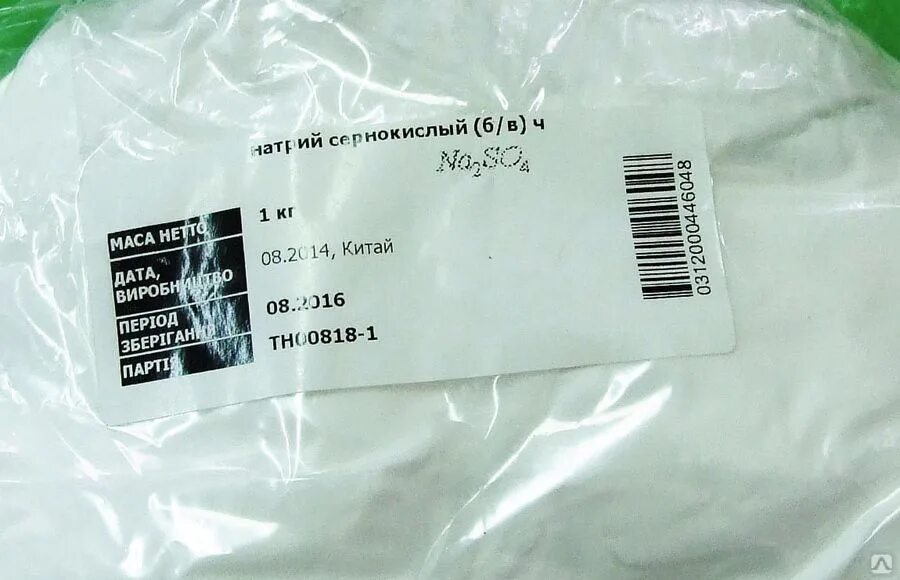 натрий сернокислый (б/в) ч
Na₂SO₄
МАСА НЕТТО
1 кг
ДАТА,
ВИРОБНИЦТВО
08.2014, Китай
ПЕРІОД
ЗБЕРІГАННЯ
08.2016
ПАРТІЯ
ТН00818-1
0312000446048